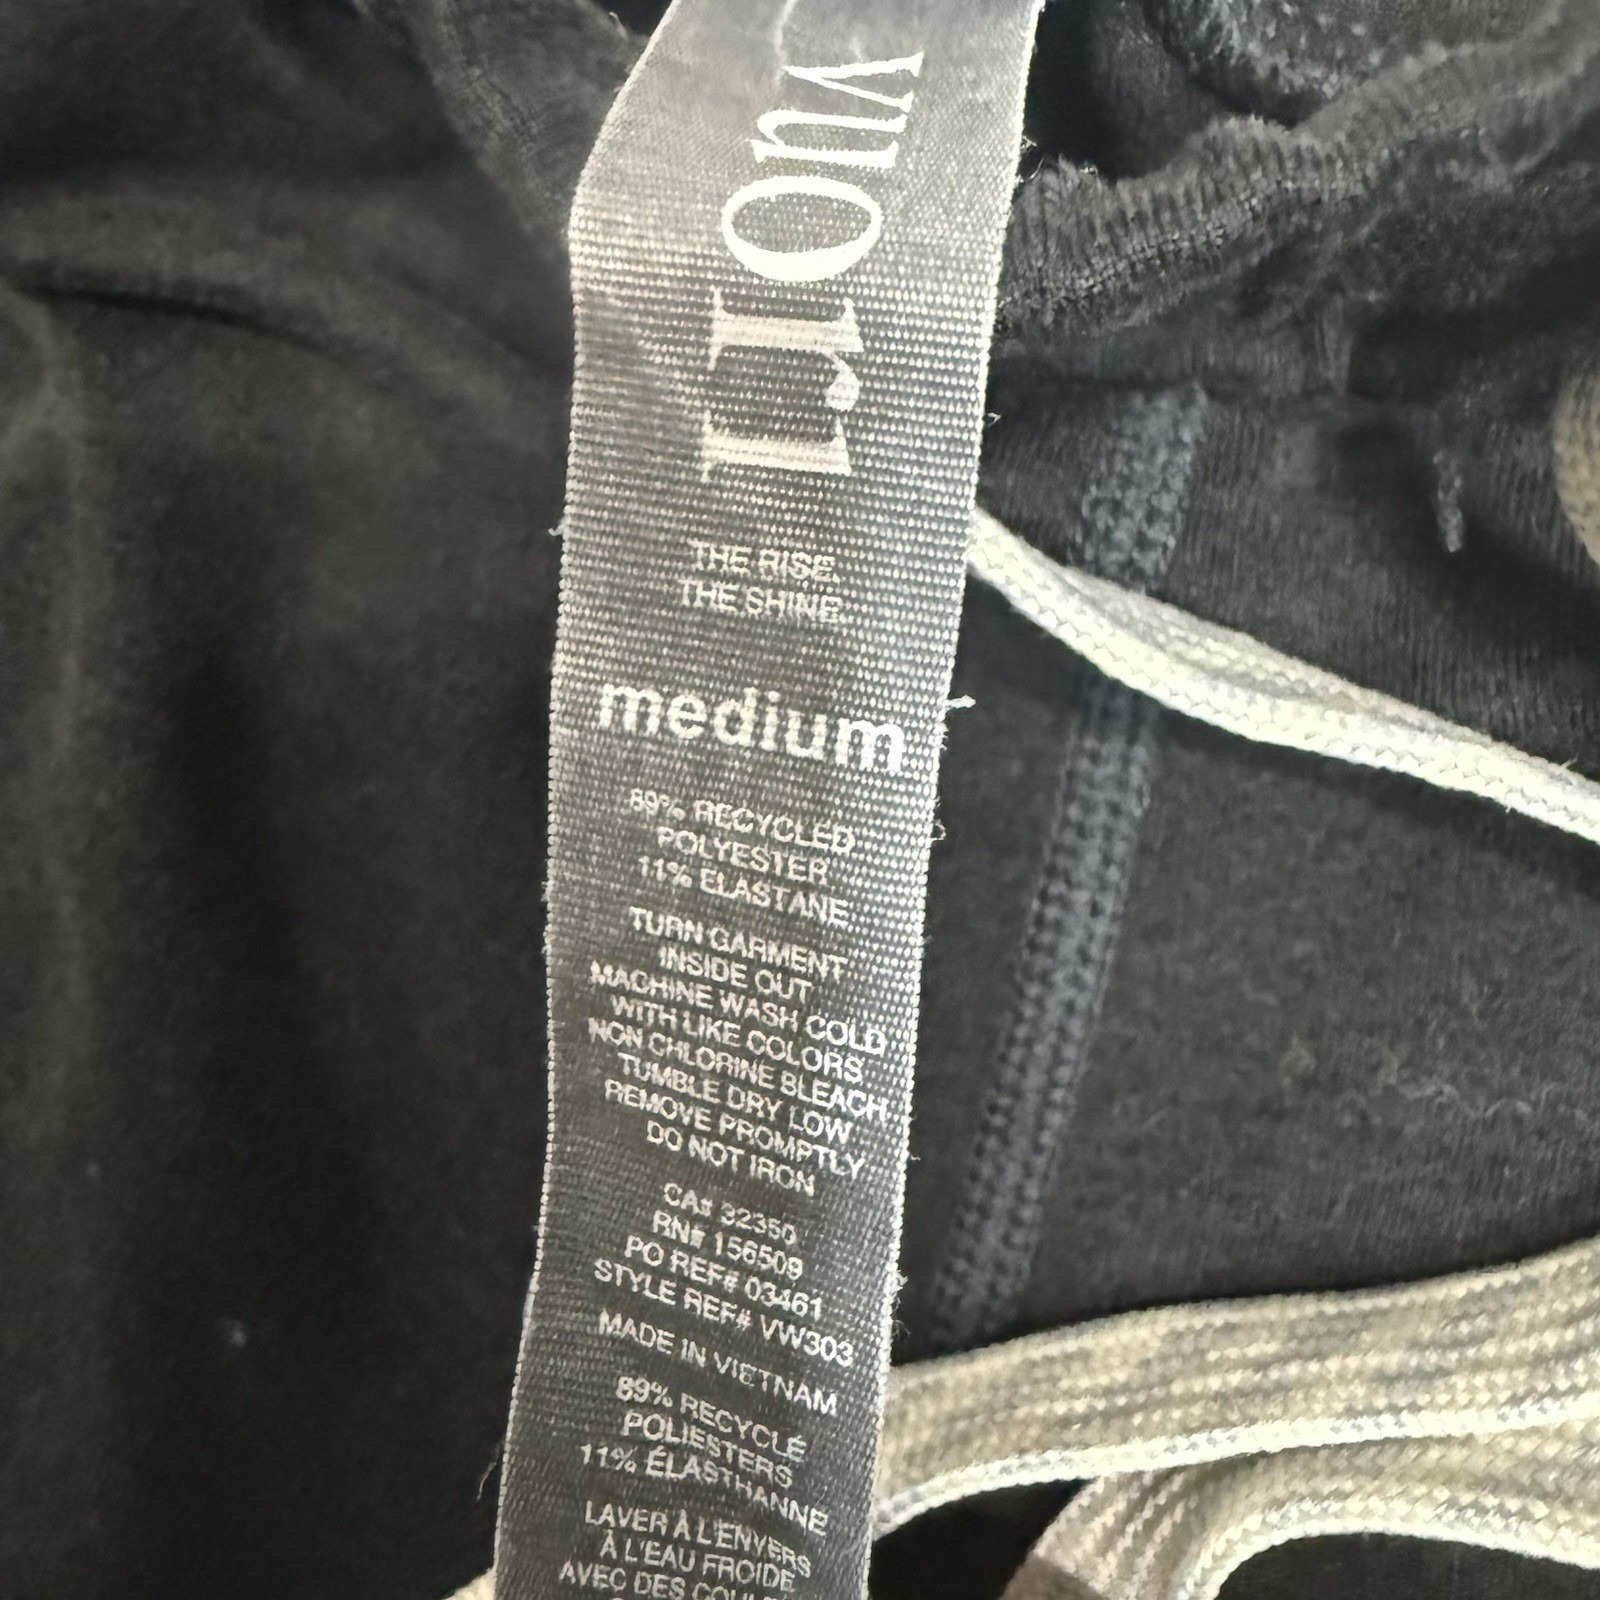 vuori
THE RISE.
THE SHINE.
medium
89% RECYCLED
POLYESTER
11% ELASTANE
TURN GARMENT
INSIDE OUT
MACHINE WASH COLD
WITH LIKE COLORS
NON CHLORINE BLEACH
TUMBLE DRY LOW
REMOVE PROMPTLY
DO NOT IRON
CA# 32350
RN# 156509
PO REF# 03461
STYLE REF# VW303
MADE IN VIETNAM
89% RECYCLÉ
POLIESTERS
11% ÉLASTHANNE
LAVER À L'ENVERS
À L'EAU FROIDE
AVEC DES